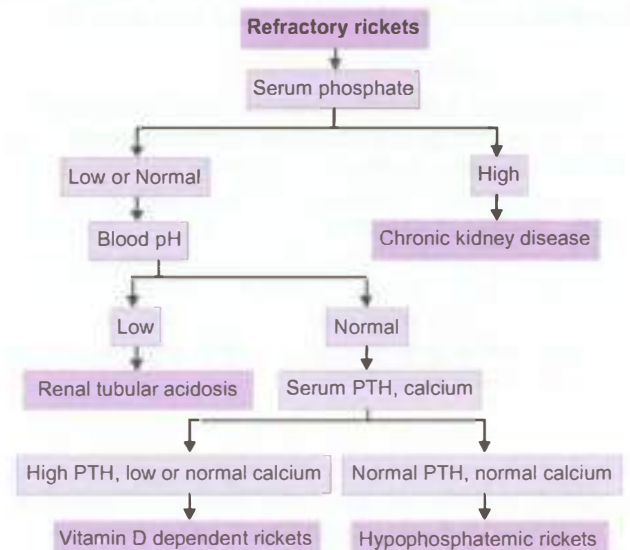 Refractory rickets
Serum phosphate
Low or Normal
High
Blood pH
Chronic kidney disease
Low
Normal
Renal tubular acidosis
Serum PTH, calcium
High PTH, low or normal calcium
Normal PTH, normal calcium
Vitamin D dependent rickets
Hypophosphatemic rickets